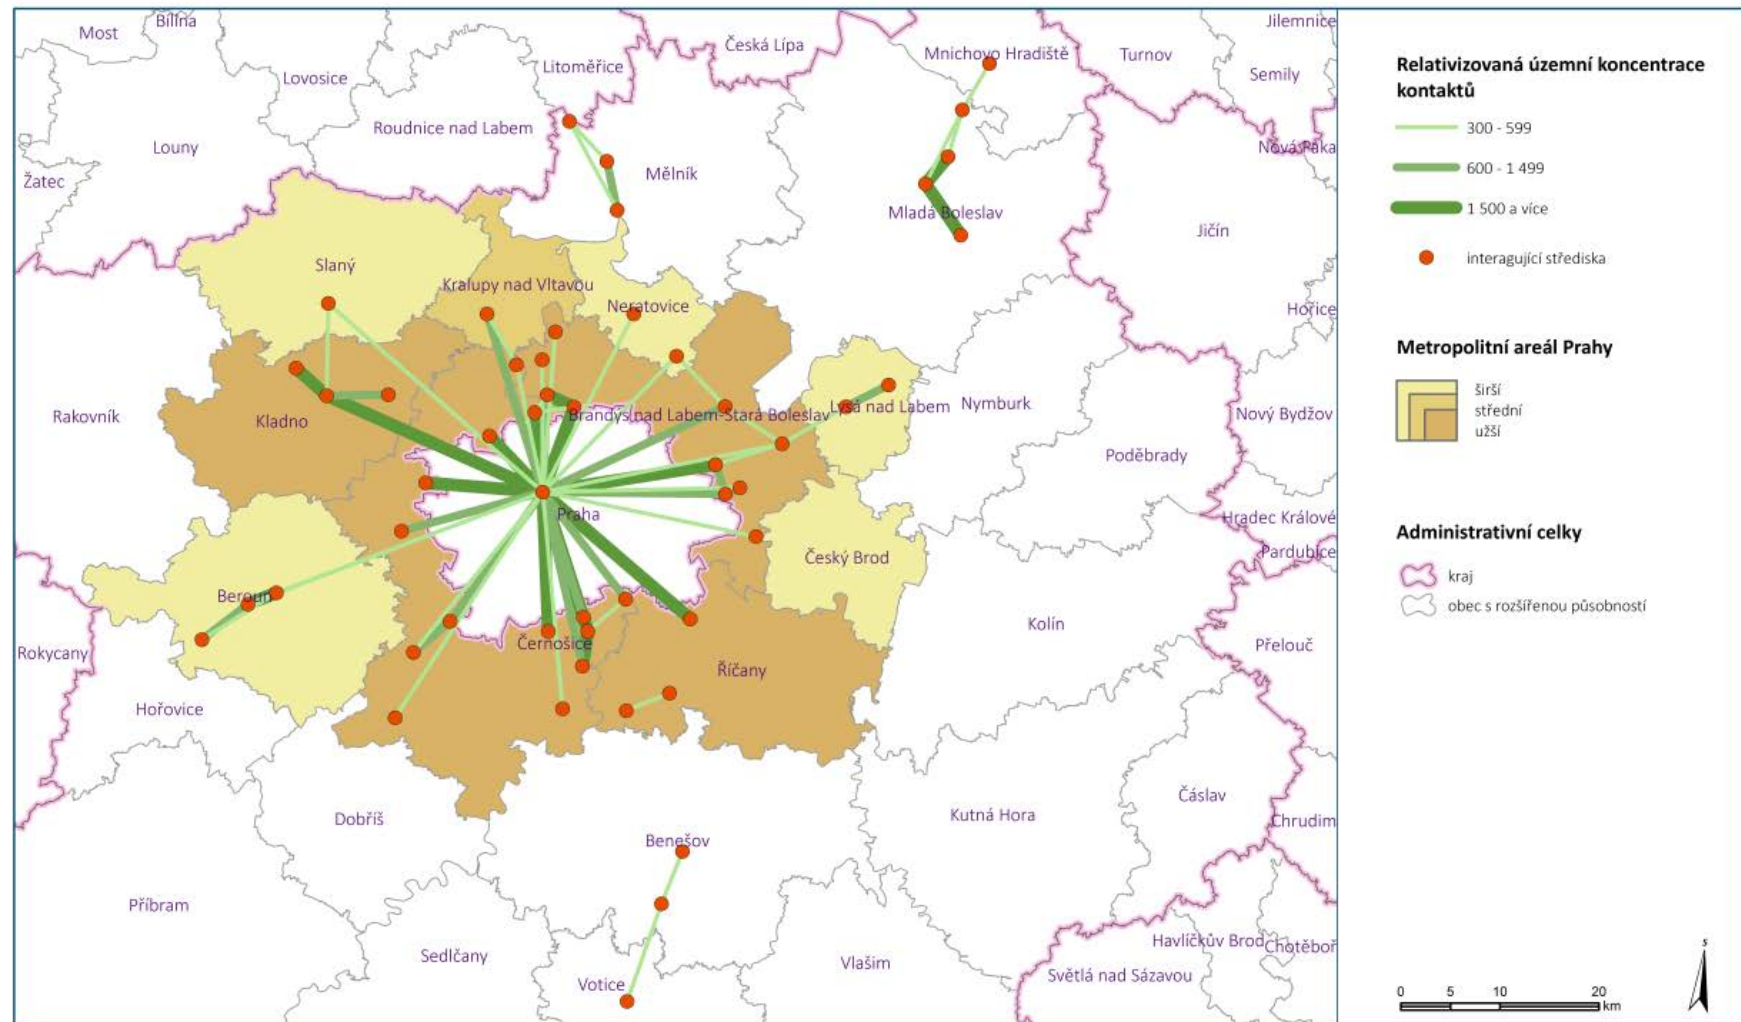 Most
Bílina
Lovosice
Litoměřice
Česká Lípa
Mnichovo Hradiště
Turnov
Jilemnice
Semily
Louny
Roudnice nad Labem
Žatec
Mělník
Nová Paka
Mladá Boleslav
Jičín
Slaný
Kralupy nad Vltavou
Neratovice
Hořice
Rakovník
Kladno
Brandýs nad Labem-Stará Boleslav
Lysá nad Labem
Nymburk
Nový Bydžov
Poděbrady
Praha
Hradec Králové
Český Brod
Pardubice
Beroun
Kolín
Rokycany
Černošice
Říčany
Přelouč
Hořovice
Dobříš
Kutná Hora
Čáslav
Chrudim
Benešov
Příbram
Sedlčany
Vlašim
Votice
Havlíčkův Brod
Chotěboř
Světlá nad Sázavou
Relativizovaná územní koncentrace
kontaktů
300 - 599
600 - 1 499
1 500 a více
interagující střediska
Metropolitní areál Prahy
širší
střední
užší
Administrativní celky
kraj
obec s rozšířenou působností
S
0 5 10 20
km